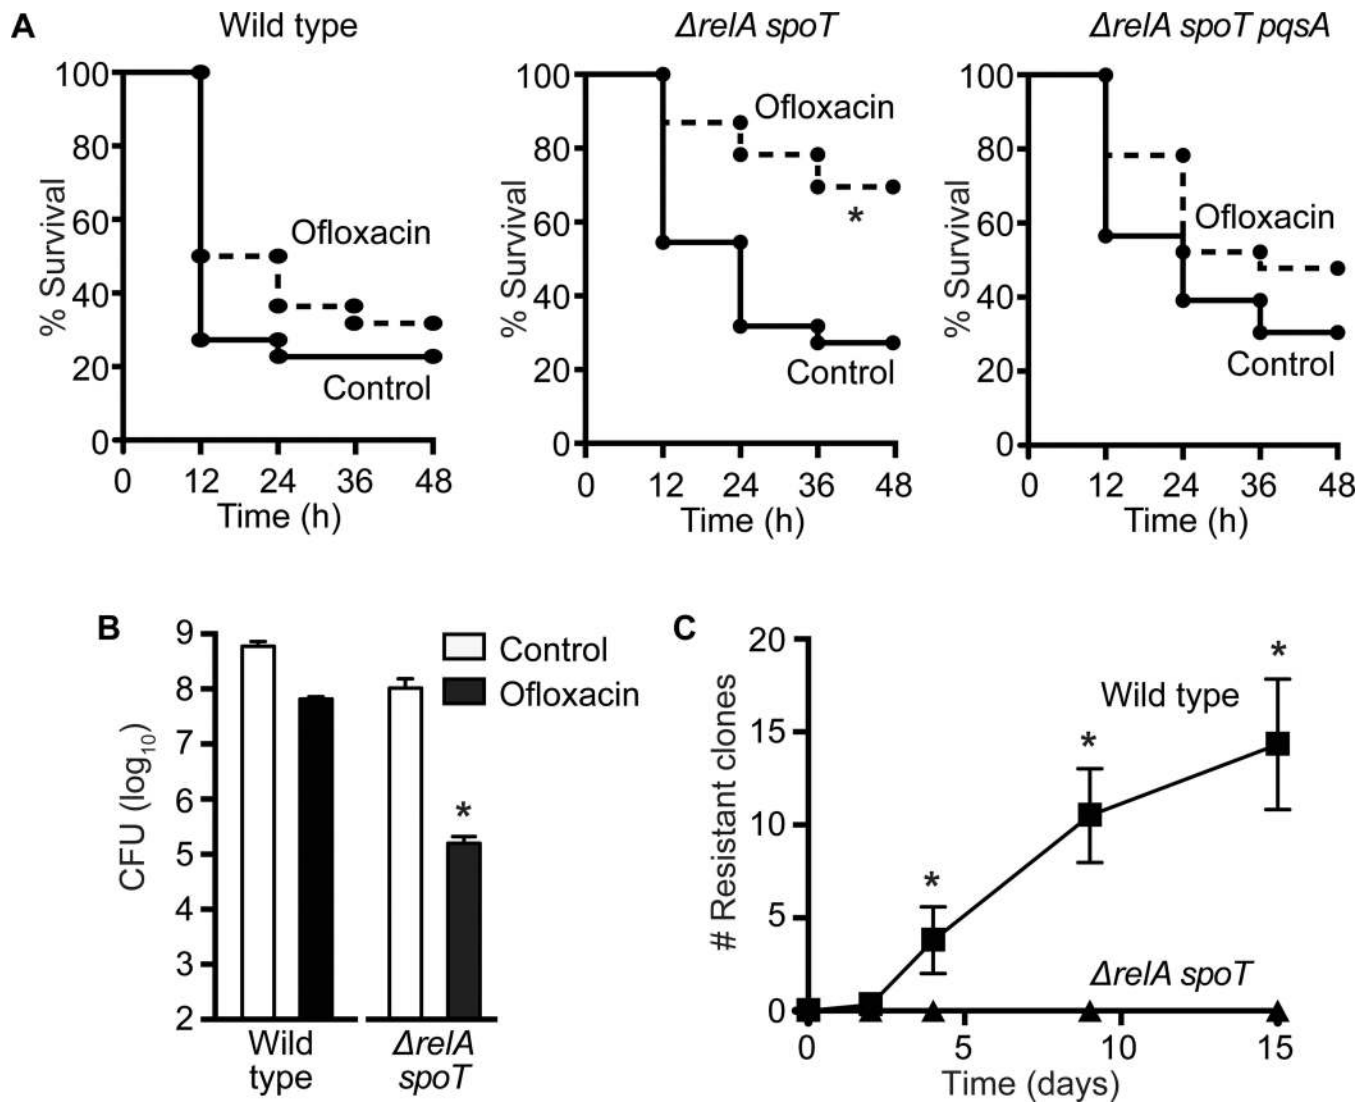 A
Wild type
ΔrelA spoT
ΔrelA spoT pqsA
% Survival
100
80
60
40
20
0
Ofloxacin
Control
0 12 24 36 48
Time (h)
% Survival
100
80
60
40
20
0
Ofloxacin
*
Control
0 12 24 36 48
Time (h)
% Survival
100
80
60
40
20
0
Ofloxacin
Control
0 12 24 36 48
Time (h)
B
CFU (log10)
9
8
7
6
5
4
3
2
Control
Ofloxacin
*
Wild
type
ΔrelA
spoT
C
# Resistant clones
20
15
10
5
0
Wild type
*
*
*
ΔrelA spoT
0 5 10 15
Time (days)